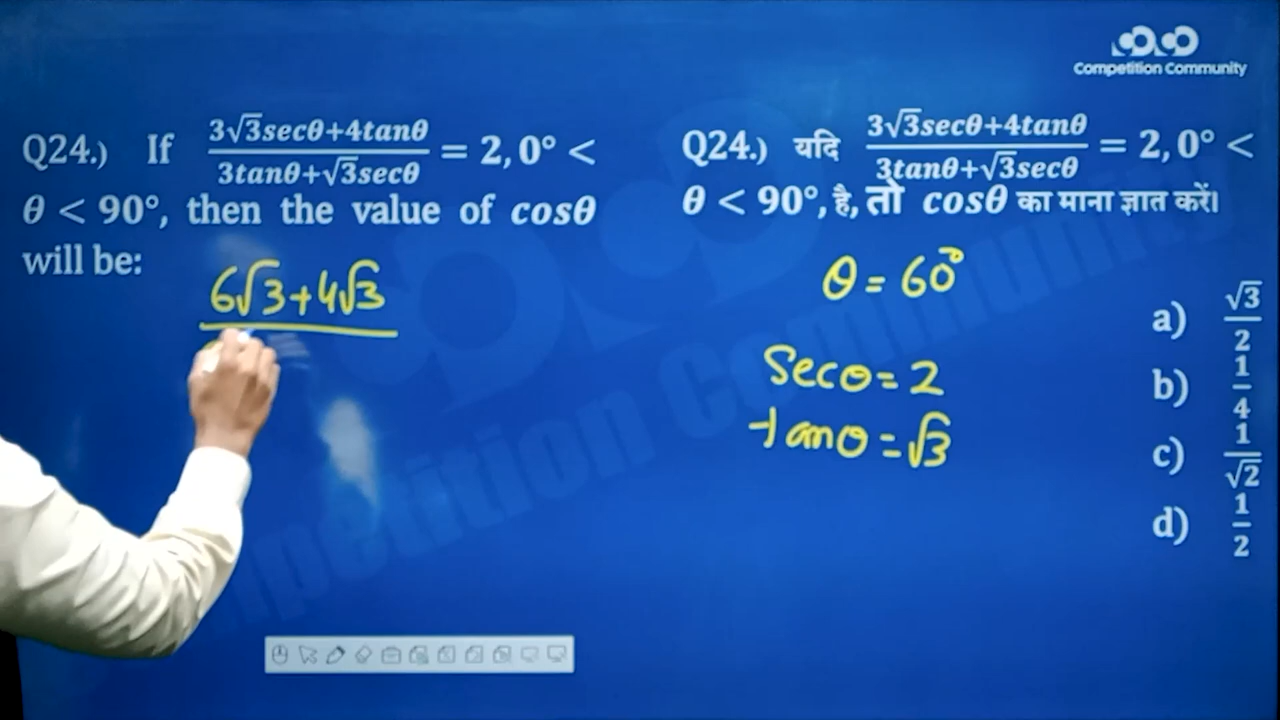 Competition Community
Q24.) If 3√3secθ+4tanθ / 3tanθ+√3secθ = 2, 0° <
θ < 90°, then the value of cosθ
will be:
6√3+4√3
Q24.) यदि 3√3secθ+4tanθ / 3tanθ+√3secθ = 2, 0° <
θ < 90°, है, तो cosθ का माना ज्ञात करें।
θ = 60°
secθ = 2
tanθ = √3
a) √3/2
b) 1/4
c) 1/√2
d) 1/2
Competition Community